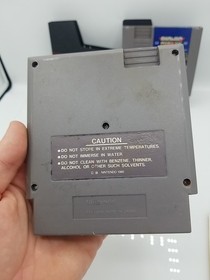 CAUTION
•DO NOT STORE IN EXTREME TEMPERATURES.
•DO NOT IMMERSE IN WATER.
•DO NOT CLEAN WITH BENZENE, THINNER,
ALCOHOL OR OTHER SUCH SOLVENTS.